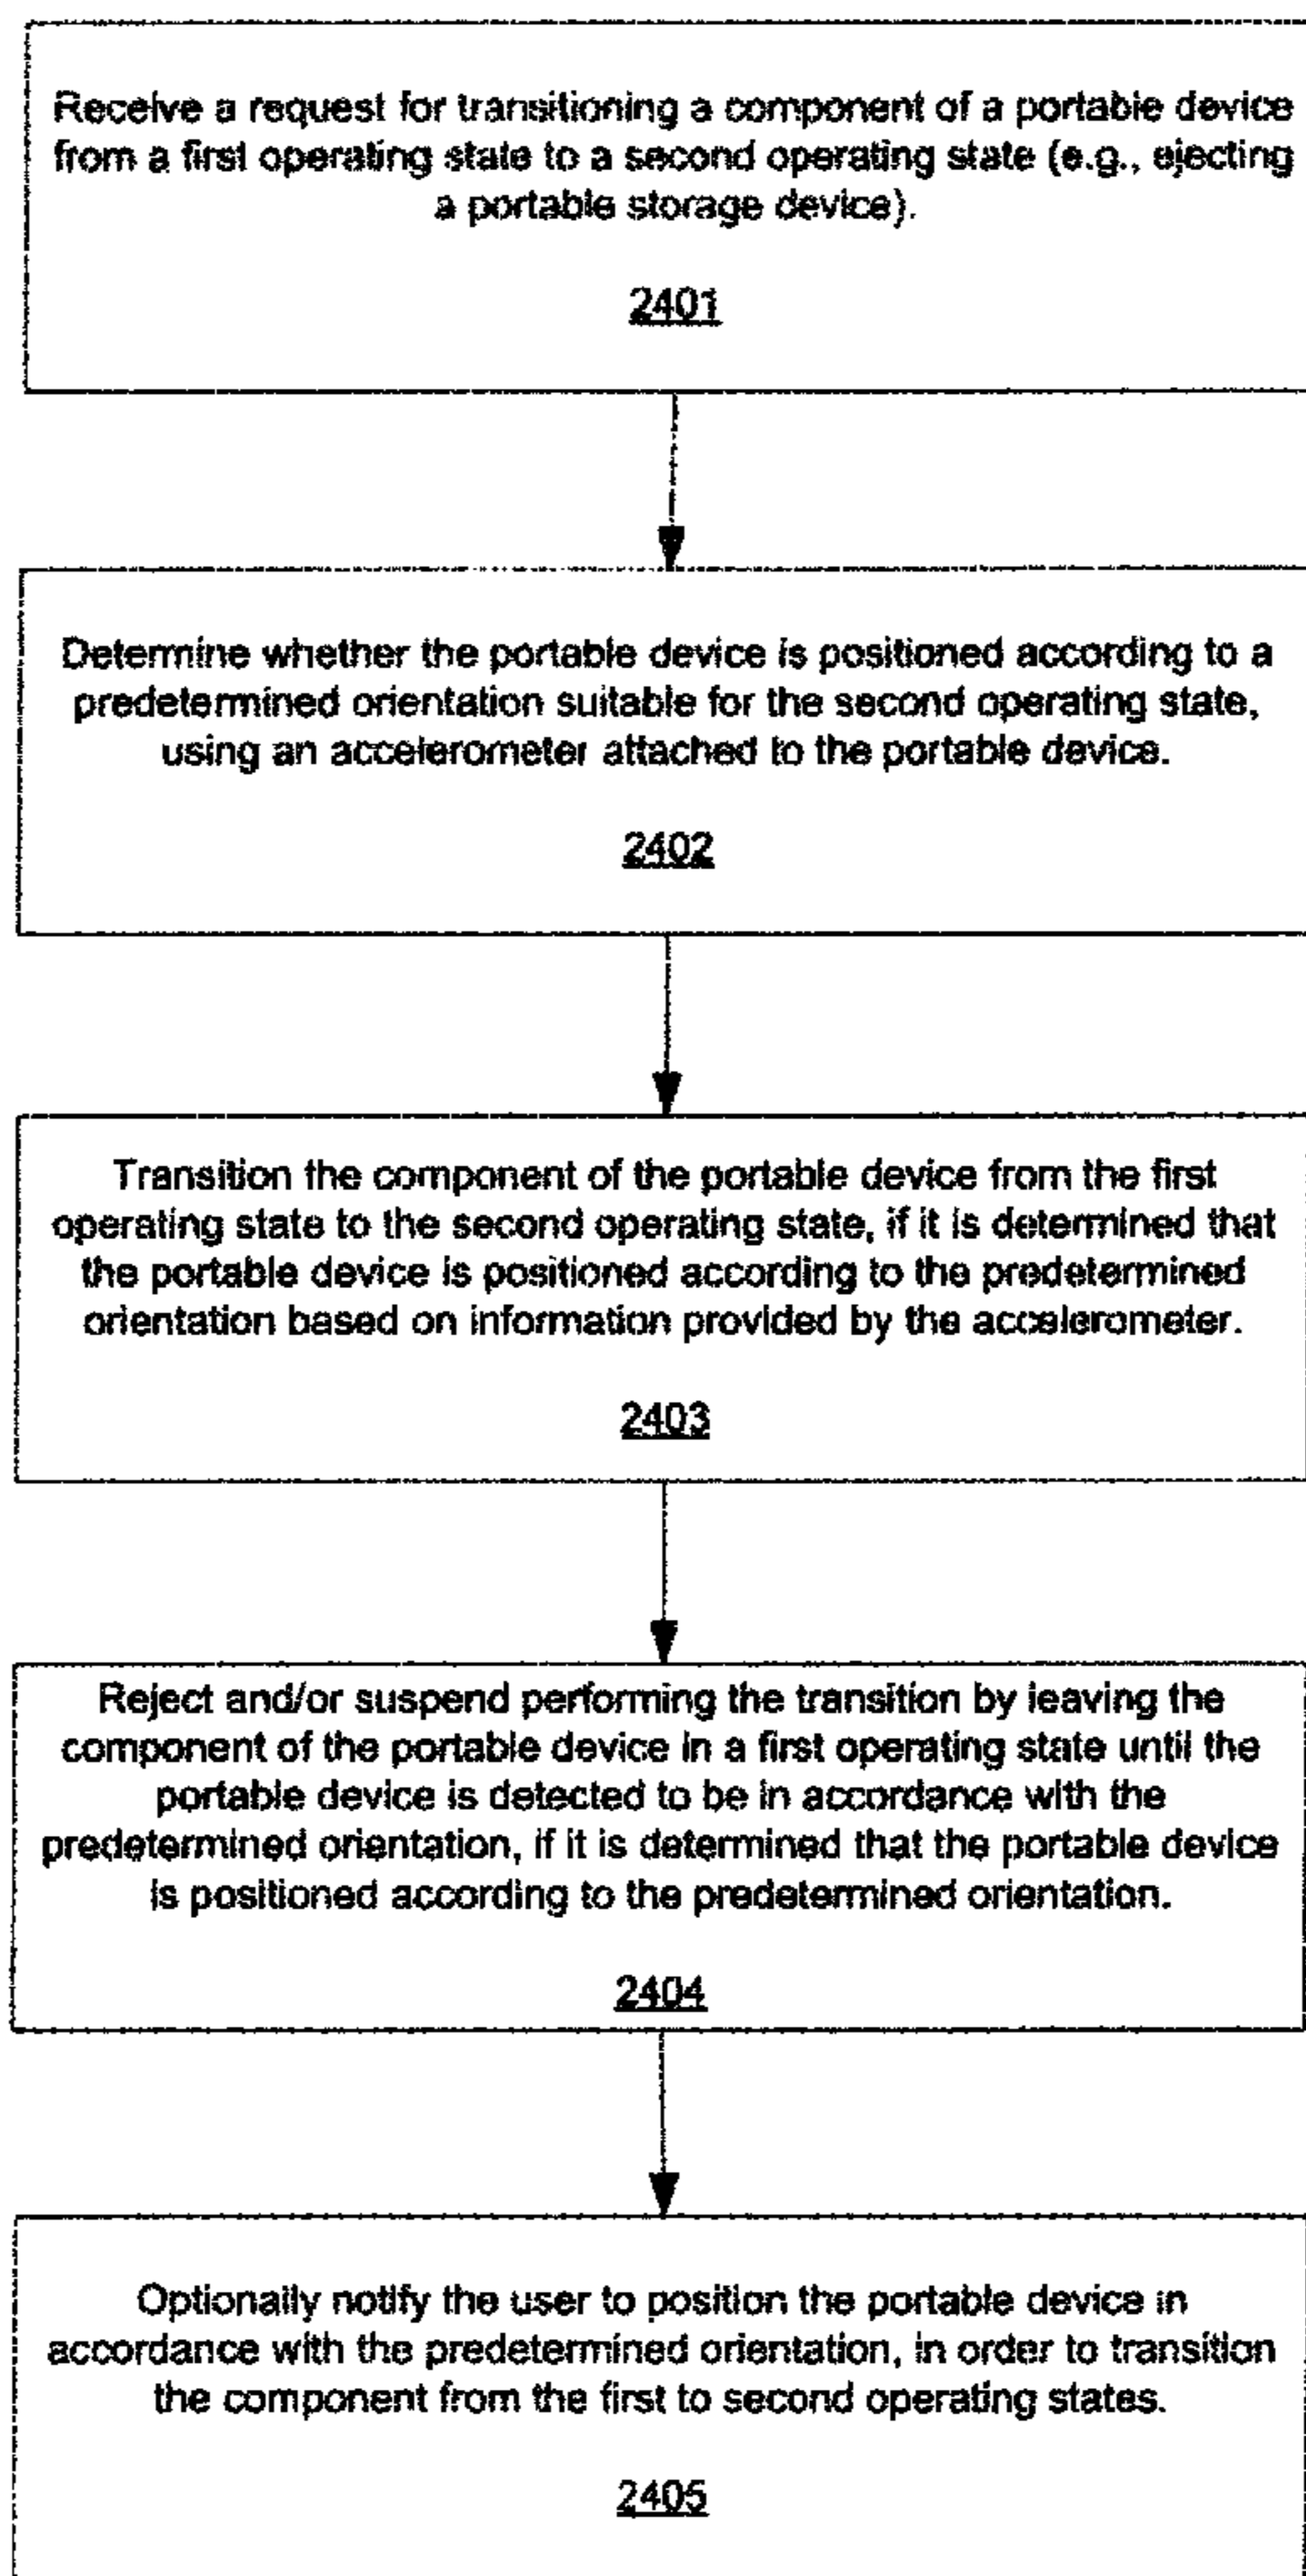 Receive a request for transitioning a component of a portable device
from a first operating state to a second operating state (e.g., ejecting
a portable storage device).
2401
Determine whether the portable device is positioned according to a
predetermined orientation suitable for the second operating state,
using an accelerometer attached to the portable device.
2402
Transition the component of the portable device from the first
operating state to the second operating state, if it is determined that
the portable device is positioned according to the predetermined
orientation based on information provided by the accelerometer.
2403
Reject and/or suspend performing the transition by leaving the
component of the portable device in a first operating state until the
portable device is detected to be in accordance with the
predetermined orientation, if it is determined that the portable device
is positioned according to the predetermined orientation.
2404
Optionally notify the user to position the portable device in
accordance with the predetermined orientation, in order to transition
the component from the first to second operating states.
2405